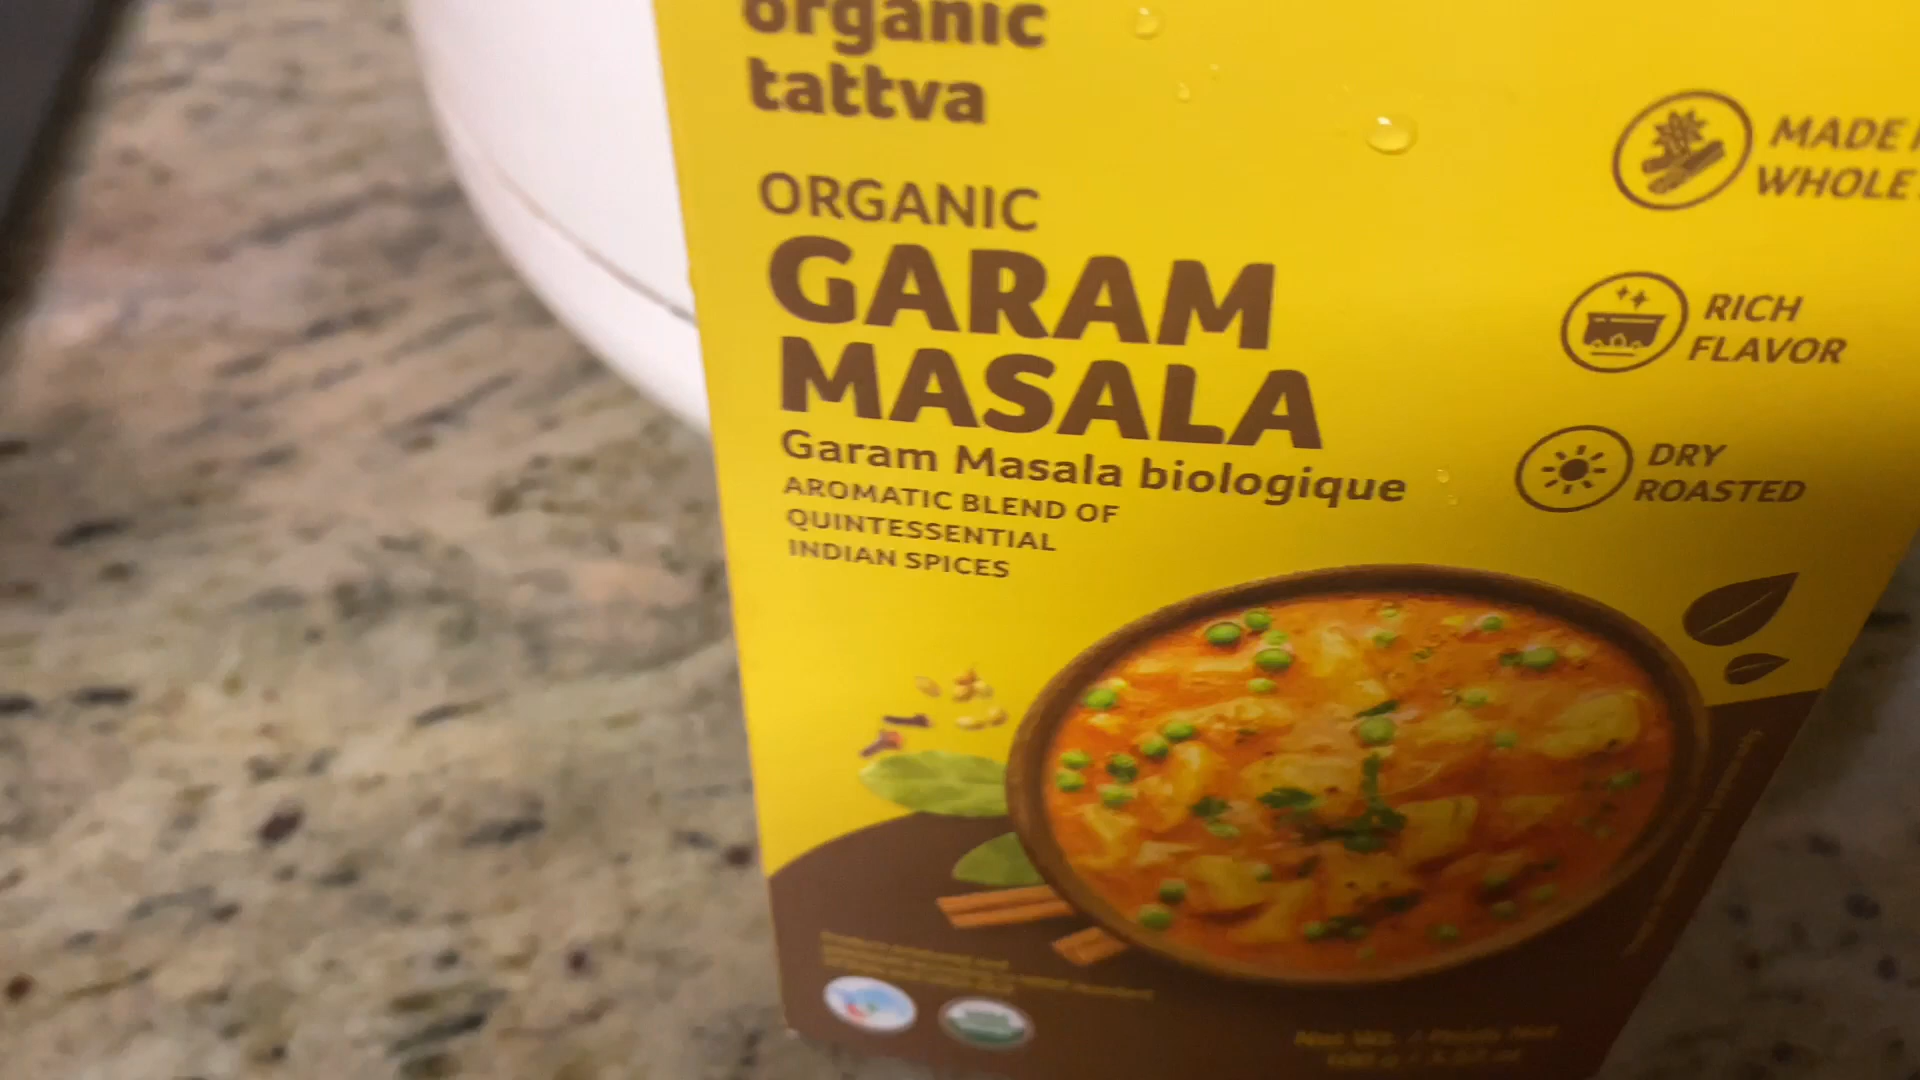 organic
tattva
ORGANIC
GARAM
MASALA
Garam Masala biologique
AROMATIC BLEND OF
QUINTESSENTIAL
INDIAN SPICES
MADE
WHOLE
RICH
FLAVOR
DRY
ROASTED